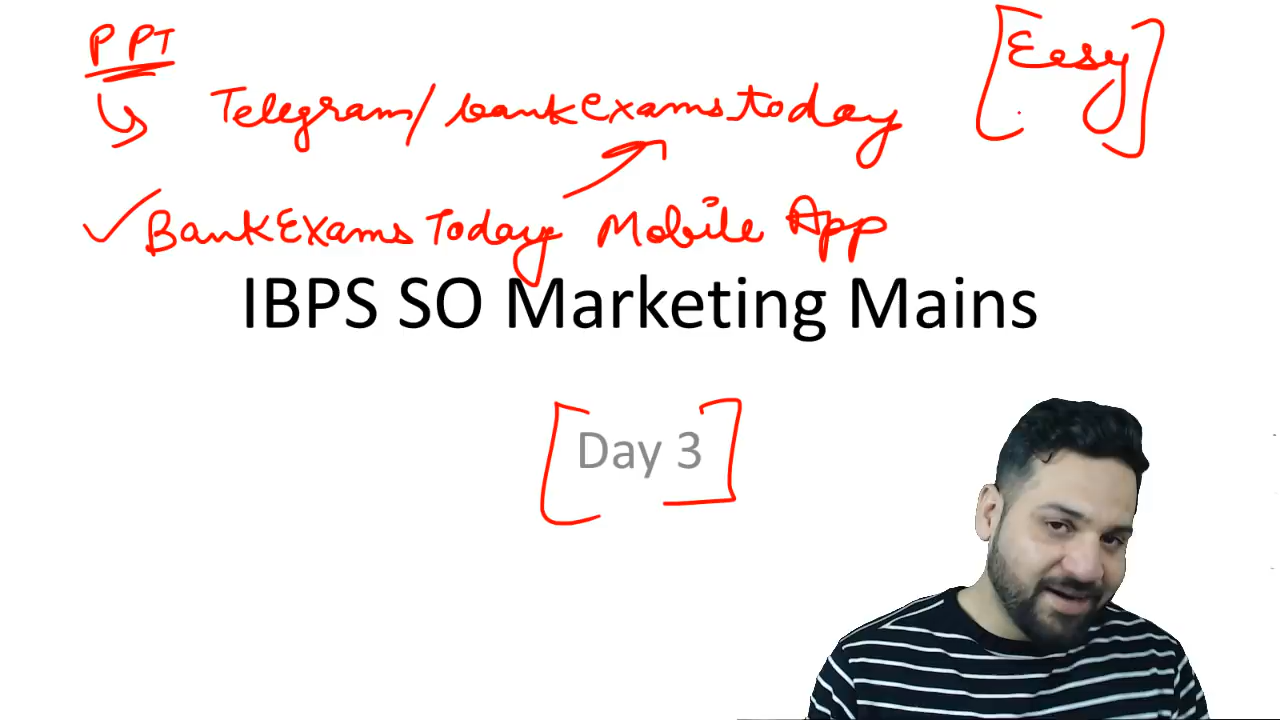 PPT
[Easy]
Telegram/bankExamstoday
✓ BankExamsToday Mobile App
IBPS SO Marketing Mains
[Day 3]